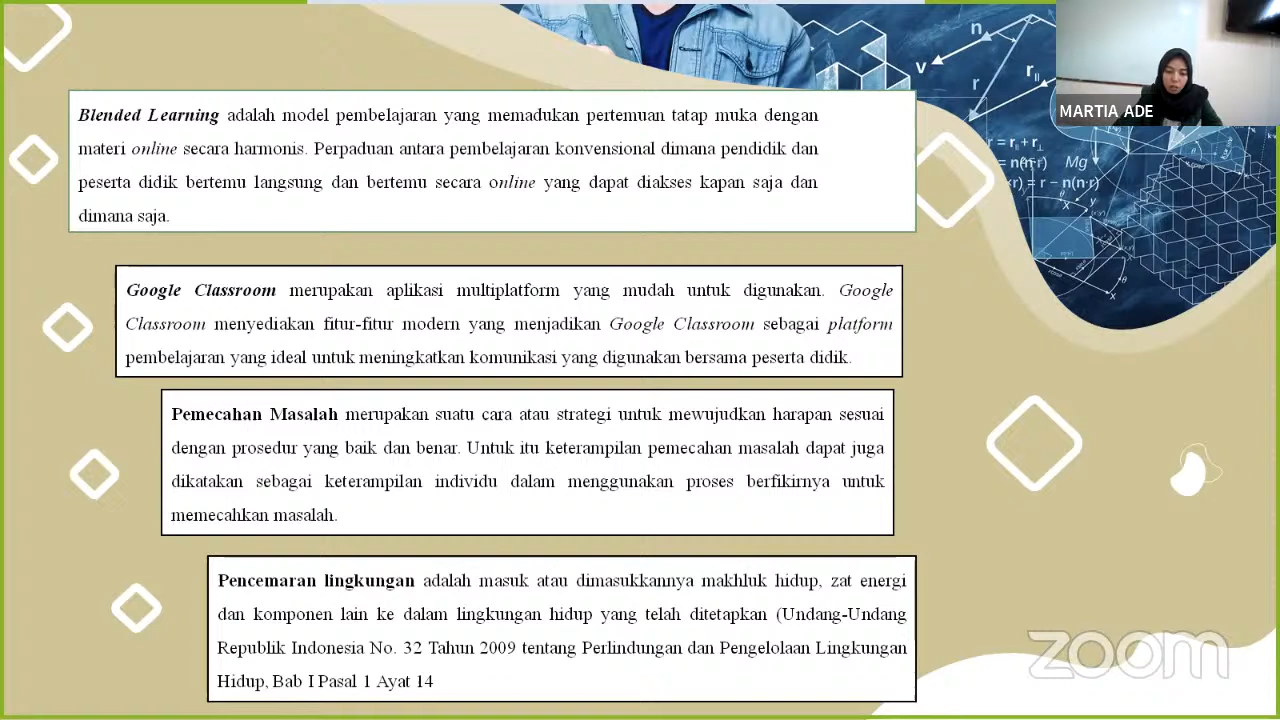 n
v
r
r||
MARTIA ADE
Blended Learning adalah model pembelajaran yang memadukan pertemuan tatap muka dengan
materi online secara harmonis. Perpaduan antara pembelajaran konvensional dimana pendidik dan
peserta didik bertemu langsung dan bertemu secara online yang dapat diakses kapan saja dan
dimana saja.
Mg
Google Classroom merupakan aplikasi multiplatform yang mudah untuk digunakan. Google
Classroom menyediakan fitur-fitur modern yang menjadikan Google Classroom sebagai platform
pembelajaran yang ideal untuk meningkatkan komunikasi yang digunakan bersama peserta didik.
Pemecahan Masalah merupakan suatu cara atau strategi untuk mewujudkan harapan sesuai
dengan prosedur yang baik dan benar. Untuk itu keterampilan pemecahan masalah dapat juga
dikatakan sebagai keterampilan individu dalam menggunakan proses berfikirnya untuk
memecahkan masalah.
Pencemaran lingkungan adalah masuk atau dimasukkannya makhluk hidup, zat energi
dan komponen lain ke dalam lingkungan hidup yang telah ditetapkan (Undang-Undang
Republik Indonesia No. 32 Tahun 2009 tentang Perlindungan dan Pengelolaan Lingkungan
Hidup, Bab I Pasal 1 Ayat 14
zoom